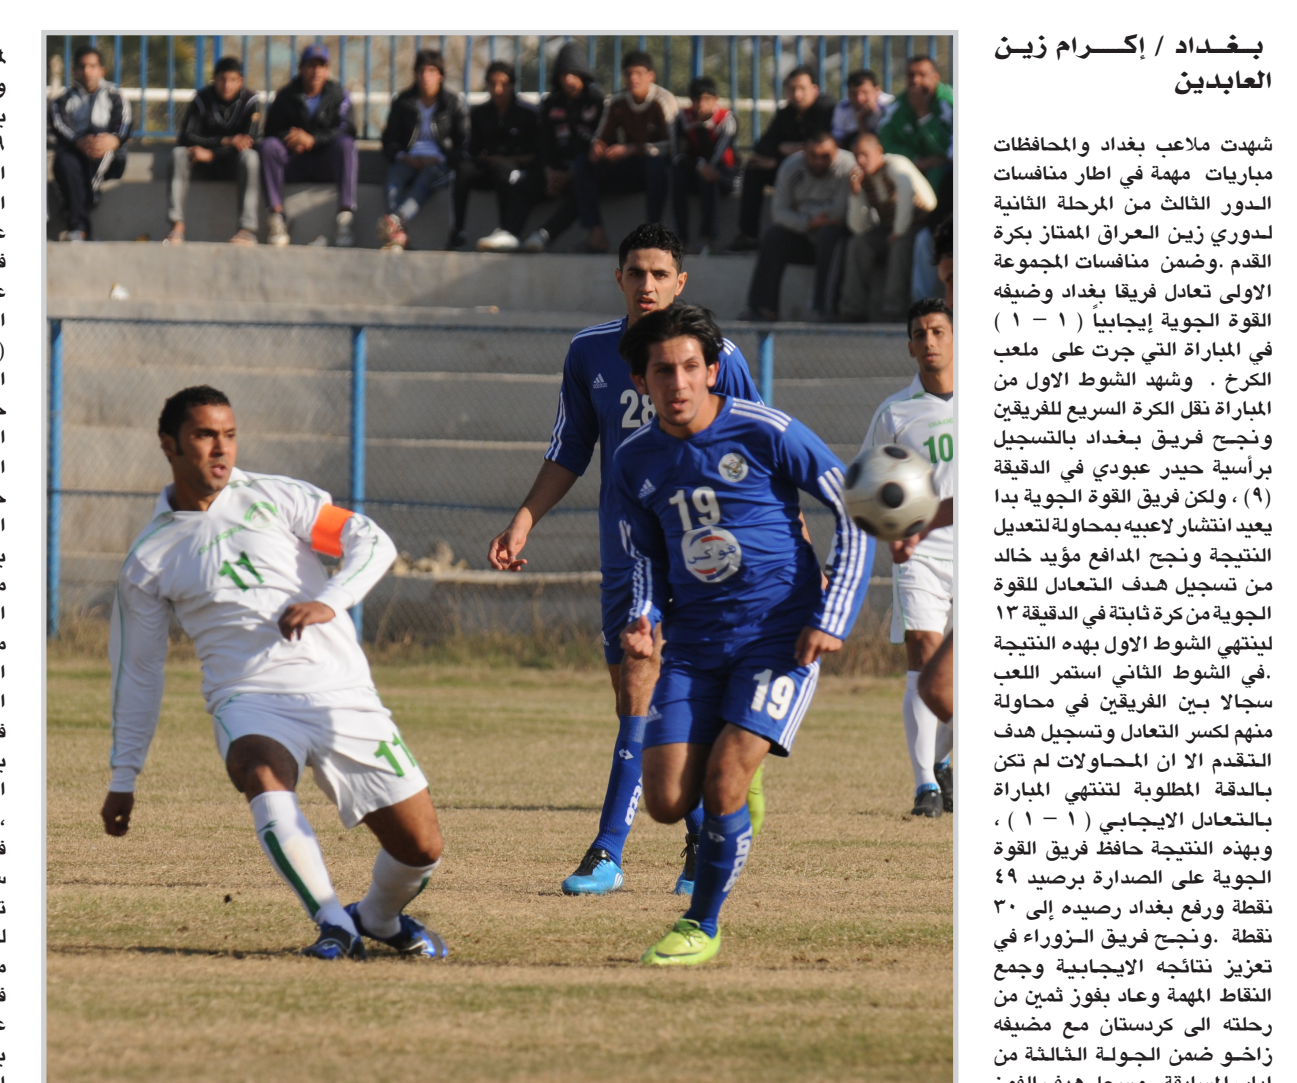 بغداد / إكرام زين
العابدين
شهدت ملاعب بغداد والمحافظات
مباريات مهمة في اطار منافسات
الدور الثالث من المرحلة الثانية
لدوري زين العراق الممتاز بكرة
القدم .وضمن منافسات المجموعة
الاولى تعادل فريقا بغداد وضيفه
القوة الجوية إيجابياً ( ١ – ١ )
في المباراة التي جرت على ملعب
الكرخ . وشهد الشوط الاول من
المباراة نقل الكرة السريع للفريقين
ونجح فريق بغداد بالتسجيل
برأسية حيدر عبودي في الدقيقة
(٩) ، ولكن فريق القوة الجوية بدا
يعيد انتشار لاعبيه بمحاولة لتعديل
النتيجة ونجح المدافع مؤيد خالد
من تسجيل هدف التعادل للقوة
الجوية من كرة ثابتة في الدقيقة ١٣
لينتهي الشوط الاول بهده النتيجة
.في الشوط الثاني استمر اللعب
سجالا بين الفريقين في محاولة
منهم لكسر التعادل وتسجيل هدف
التقدم الا ان المحاولات لم تكن
بالدقة المطلوبة لتنتهي المباراة
بالتعادل الايجابي ( ١ – ١ ) ،
وبهذه النتيجة حافظ فريق القوة
الجوية على الصدارة برصيد ٤٩
نقطة ورفع بغداد رصيده إلى ٣٠
نقطة .ونجح فريق الزوراء في
تعزيز نتائجه الايجابية وجمع
النقاط المهمة وعاد بفوز ثمين من
رحلته الى كردستان مع مضيفه
زاخو ضمن الجولة الثالثة من
28
19
19
11
11
10